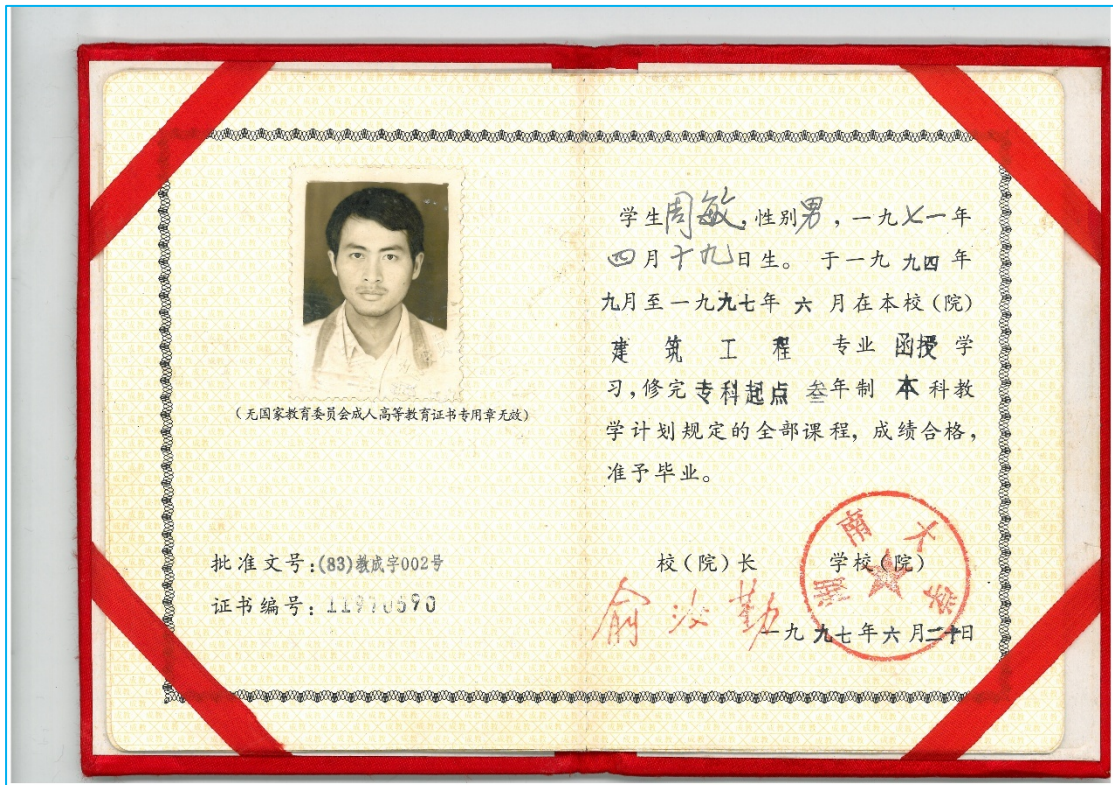 (无国家教育委员会成人高等教育证书专用章无效)
批准文号:(83)教成字002号
证书编号:11970590
学生周敏,性别男,一九七一年
四月十九日生。于一九九四年
九月至一九九七年六月在本校(院)
建筑工程专业函授学
习,修完专科起点叁年制本科教
学计划规定的全部课程,成绩合格,
准予毕业。
校(院)长 学校(院)
俞汝勤
湖南大学
一九九七年六月二十日